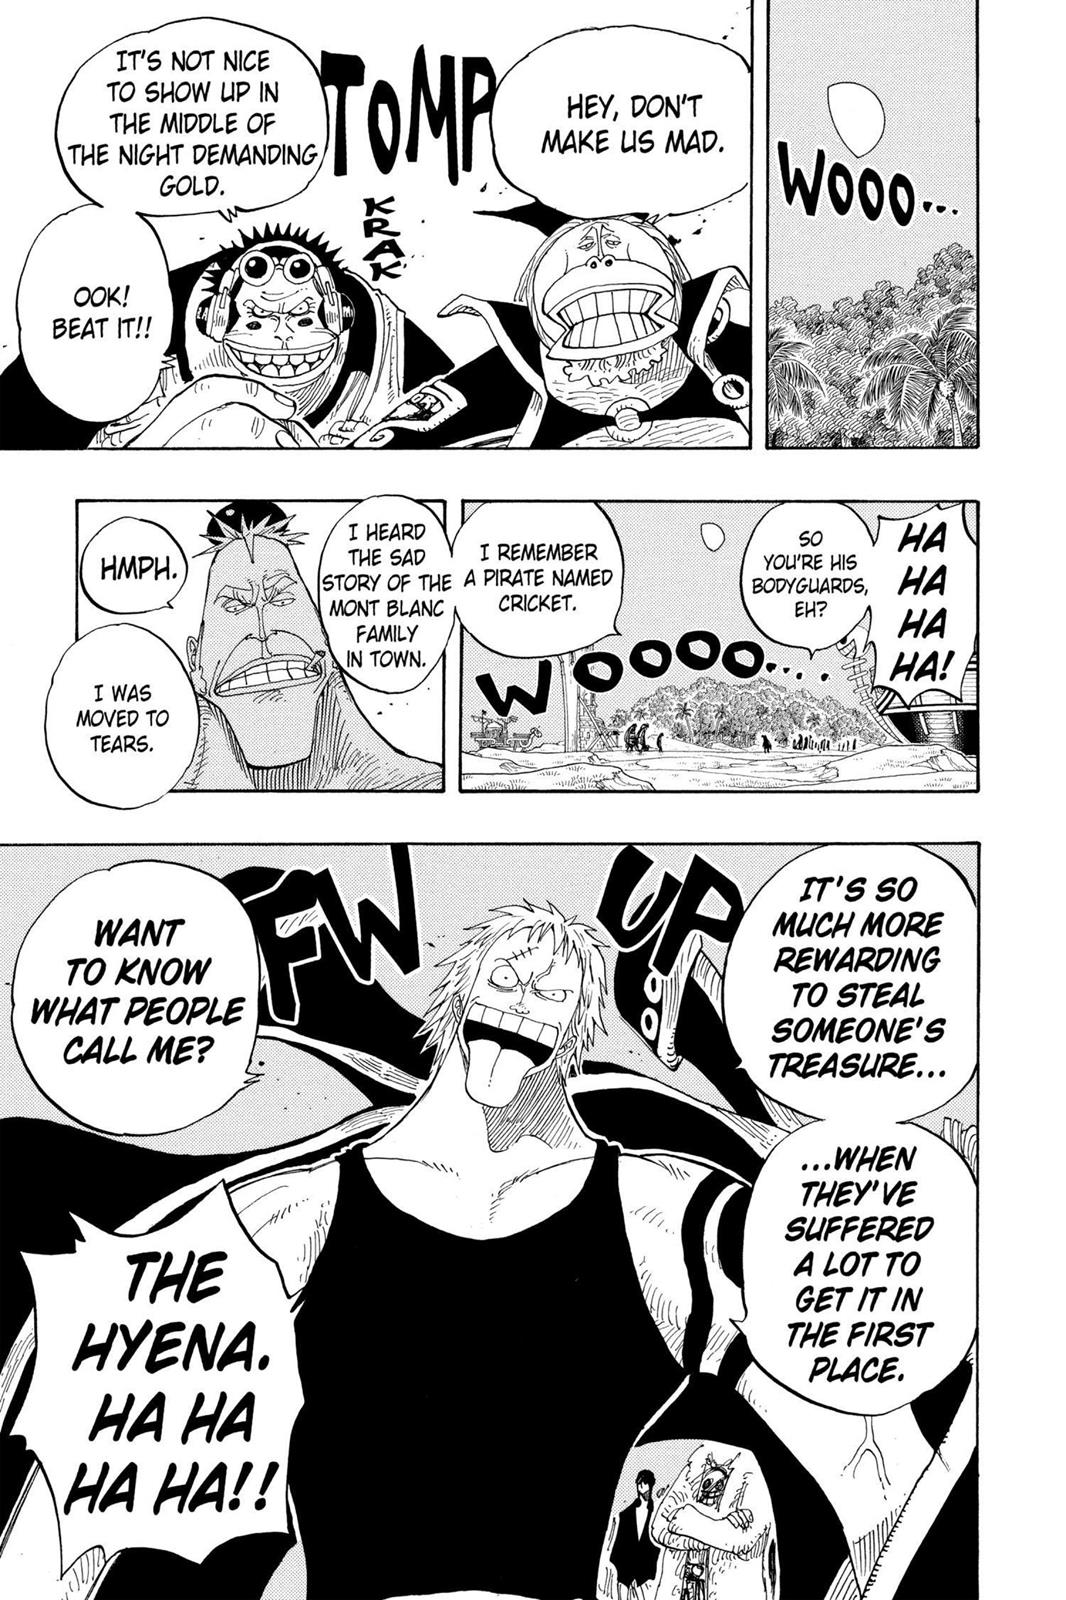 WOOO...
HEY, DON'T
MAKE US MAD.
TOMP
KRAK
IT'S NOT NICE
TO SHOW UP IN
THE MIDDLE OF
THE NIGHT DEMANDING
GOLD.
OOK!
BEAT IT!!
HA
HA
HA
HA!
SO
YOU'RE HIS
BODYGUARDS,
EH?
I REMEMBER
A PIRATE NAMED
CRICKET.
WOOOO...
I HEARD
THE SAD
STORY OF THE
MONT BLANC
FAMILY
IN TOWN.
HMPH.
I WAS
MOVED TO
TEARS.
IT'S SO
MUCH MORE
REWARDING
TO STEAL
SOMEONE'S
TREASURE...
...WHEN
THEY'VE
SUFFERED
A LOT TO
GET IT IN
THE FIRST
PLACE.
FWUP
WANT
TO KNOW
WHAT PEOPLE
CALL ME?
THE
HYENA.
HA HA
HA HA!!